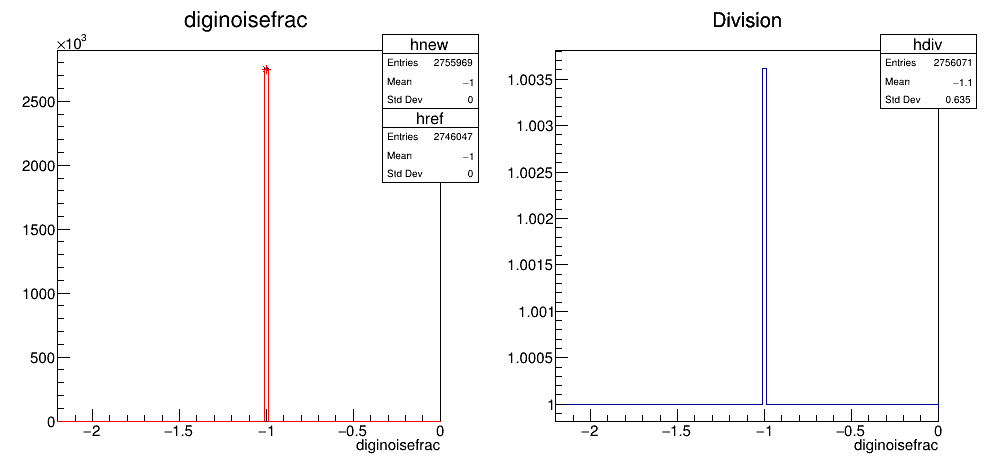 diginoisefrac
×10³
hnew
Entries 2755969
Mean −1
Std Dev 0
href
Entries 2746047
Mean −1
Std Dev 0
2500
2000
1500
1000
500
0
−2 −1.5 −1 −0.5 0
diginoisefrac
Division
hdiv
Entries 2756071
Mean −1.1
Std Dev 0.635
1.0035
1.003
1.0025
1.002
1.0015
1.001
1.0005
1
−2 −1.5 −1 −0.5 0
diginoisefrac